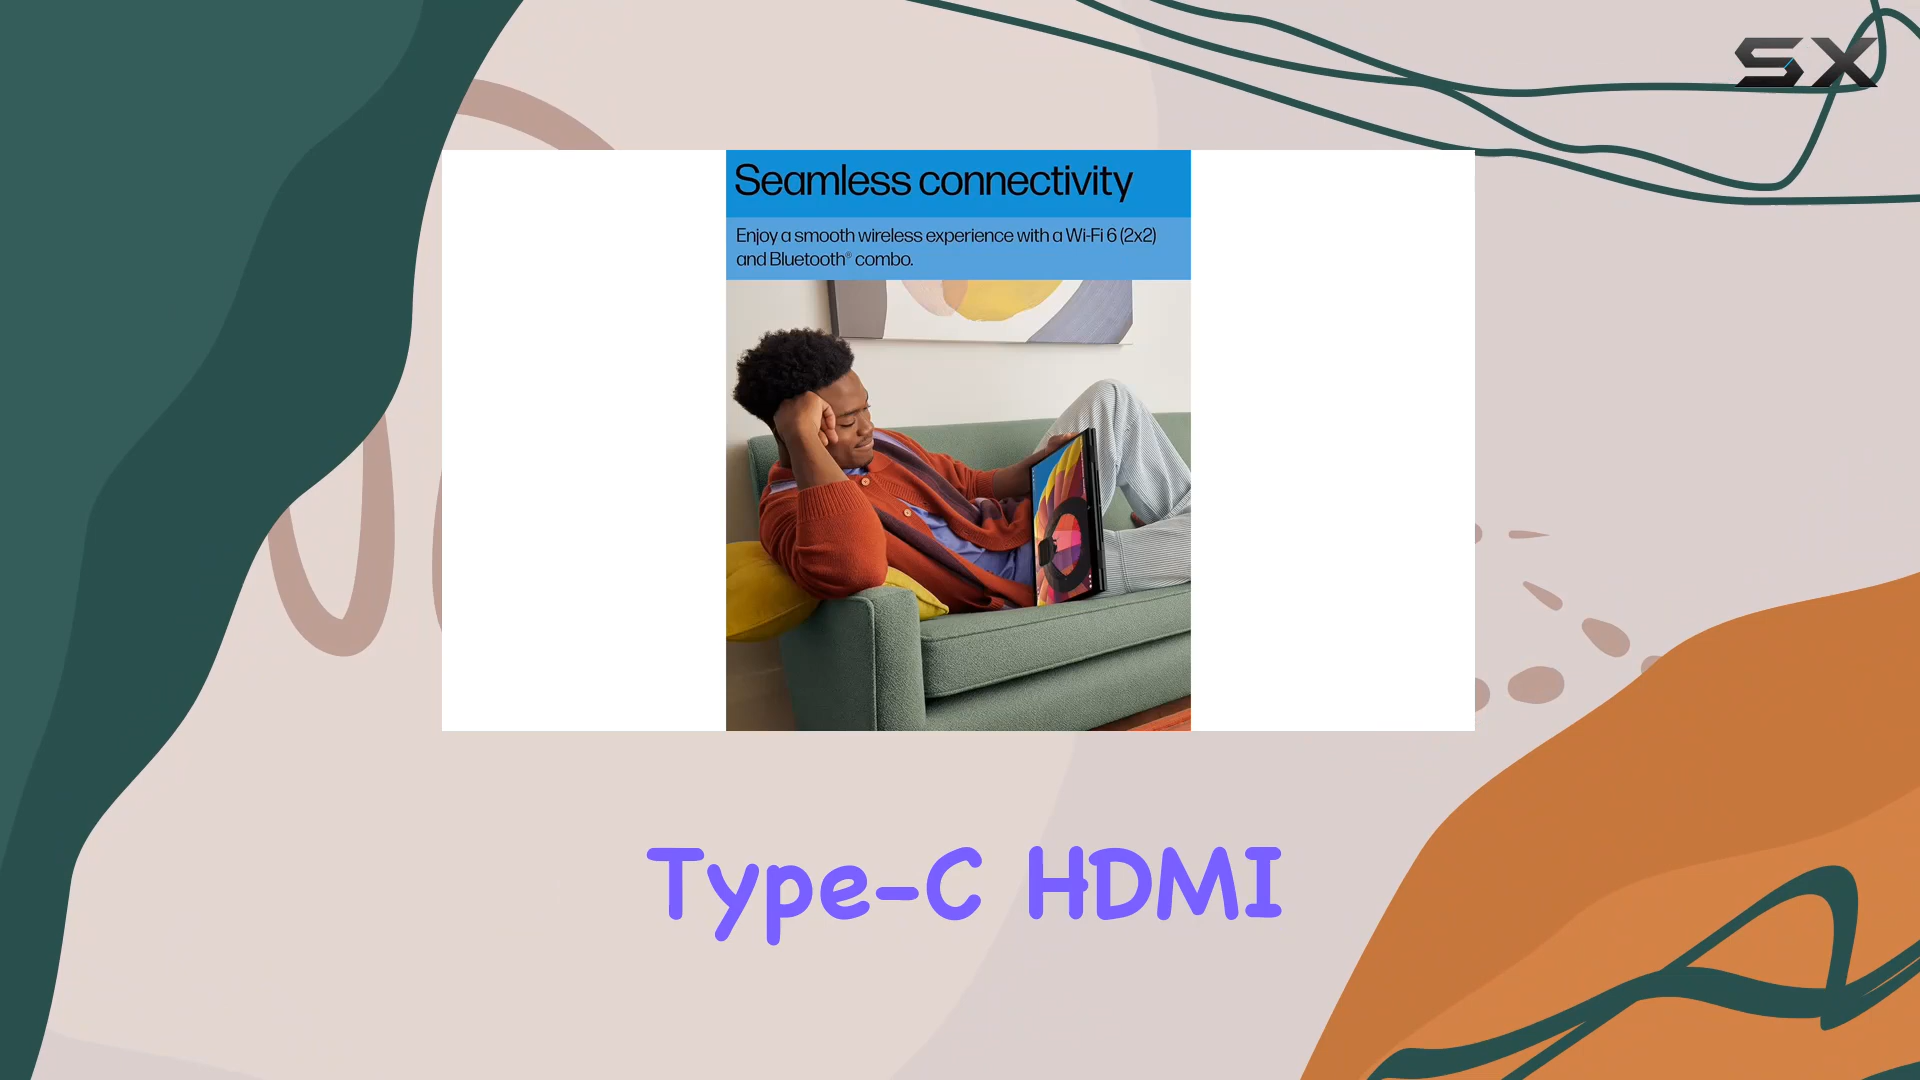 SX
Seamless connectivity
Enjoy a smooth wireless experience with a Wi-Fi 6 (2x2)
and Bluetooth® combo.
Type-C HDMI